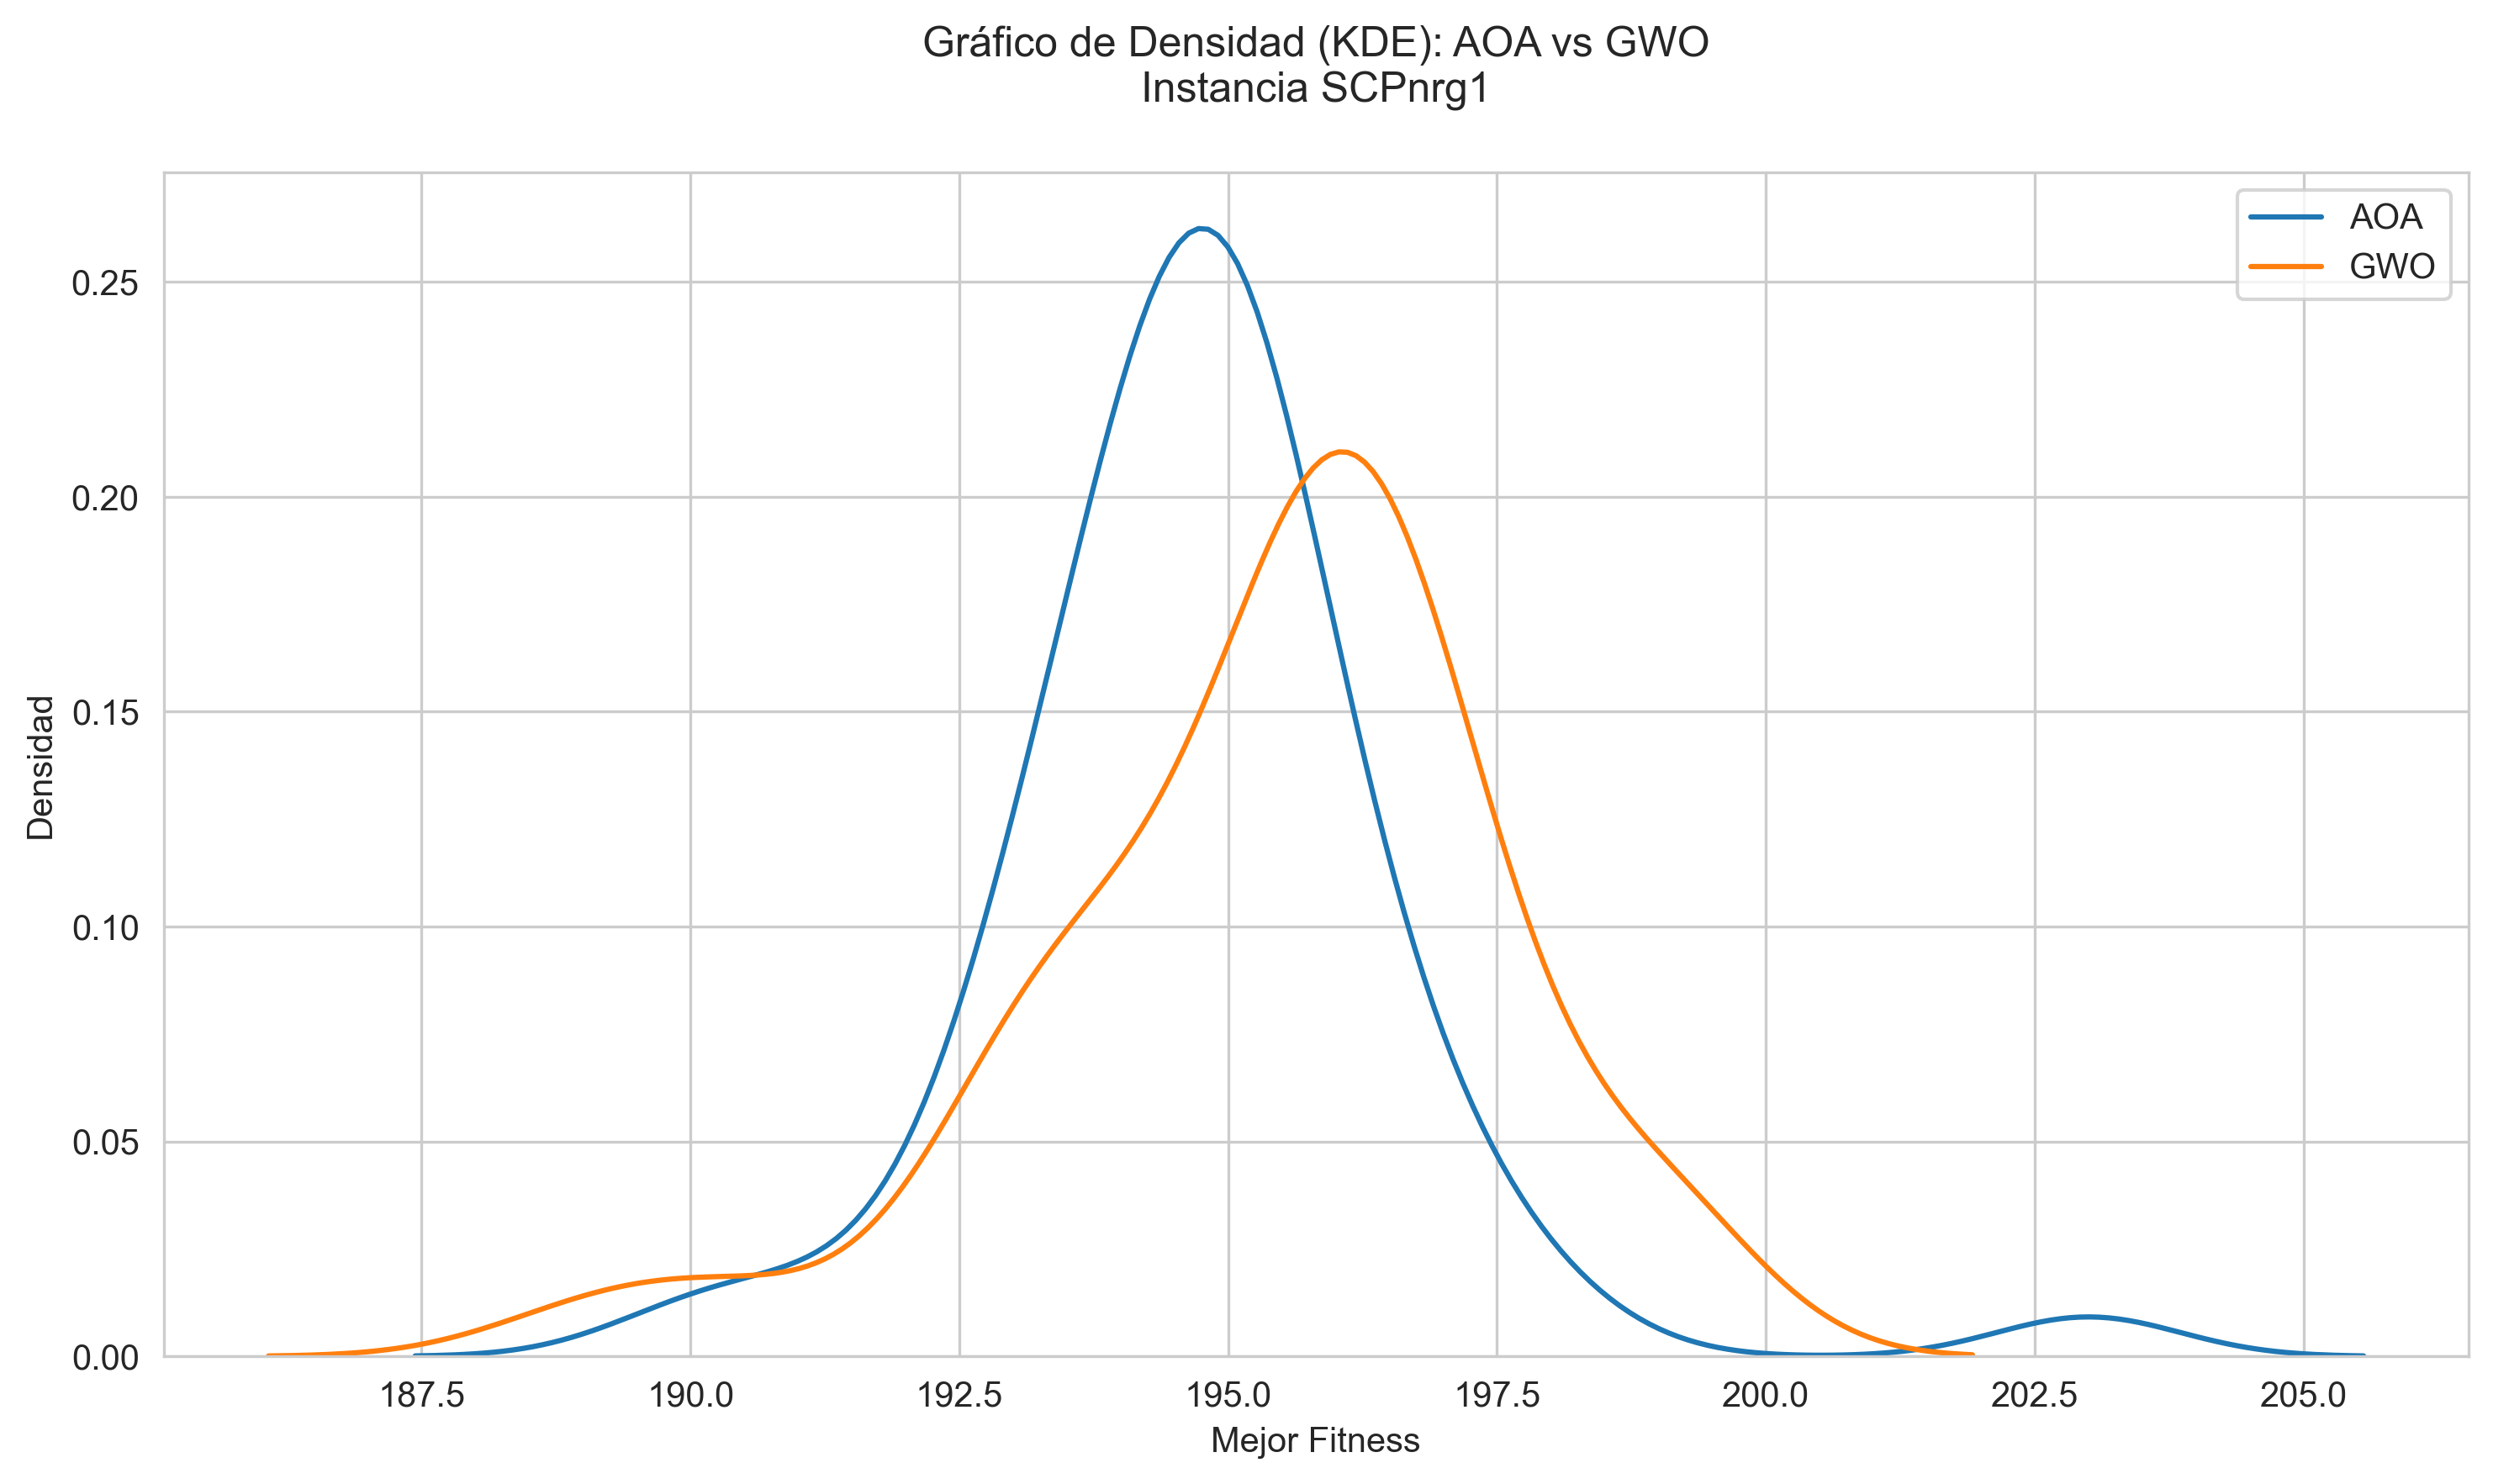 Gráfico de Densidad (KDE): AOA vs GWO
Instancia SCPnrg1
AOA
GWO
0.25
0.20
0.15
0.10
0.05
0.00
Densidad
187.5
190.0
192.5
195.0
197.5
200.0
202.5
205.0
Mejor Fitness